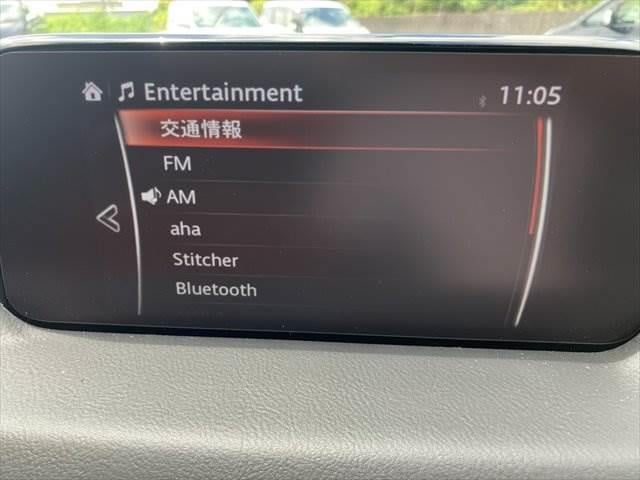 Entertainment 11:05
交通情報
FM
AM
aha
Stitcher
Bluetooth